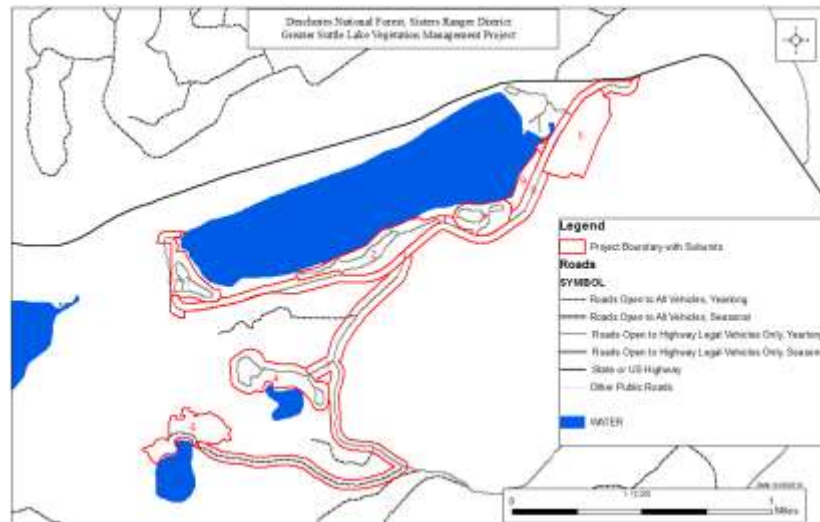 Deschutes National Forest, Sisters Ranger District
Greater Suttle Lake Vegetation Management Project
Legend
Project Boundary with Subunits
Roads
SYMBOL
Roads Open to All Vehicles, Yearlong
Roads Open to All Vehicles, Seasonal
Roads Open to Highway Legal Vehicles Only, Yearlong
Roads Open to Highway Legal Vehicles Only, Season
State or US Highway
Other Public Roads
WATER
0
1
Miles